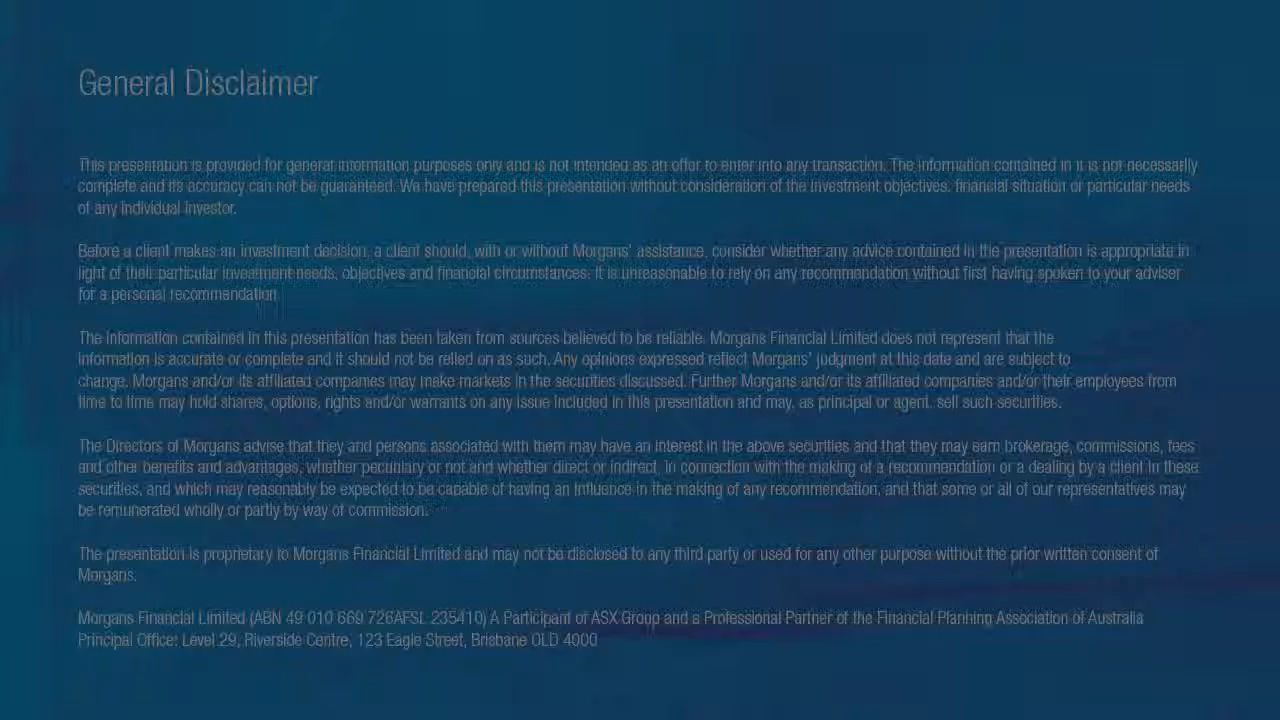 General Disclaimer
This presentation is provided for general information purposes only and is not intended as an offer to enter into any transaction. The information contained in it is not necessarily
complete and its accuracy can not be guaranteed. We have prepared this presentation without consideration of the investment objectives, financial situation or particular needs
of any individual investor.
Before a client makes an investment decision, a client should, with or without Morgans' assistance, consider whether any advice contained in the presentation is appropriate in
light of their particular investment needs, objectives and financial circumstances. It is unreasonable to rely on any recommendation without first having spoken to your adviser
for a personal recommendation
The Information contained in this presentation has been taken from sources believed to be reliable. Morgans Financial Limited does not represent that the
information is accurate or complete and it should not be relied on as such. Any opinions expressed reflect Morgans' judgment at this date and are subject to
change. Morgans and/or its affiliated companies may make markets in the securities discussed. Further Morgans and/or its affiliated companies and/or their employees from
time to time may hold shares, options, rights and/or warrants on any issue included in this presentation and may, as principal or agent, sell such securities.
The Directors of Morgans advise that they and persons associated with them may have an interest in the above securities and that they may earn brokerage, commissions, fees
and other benefits and advantages, whether pecuniary or not and whether direct or indirect, in connection with the making of a recommendation or a dealing by a client in these
securities, and which may reasonably be expected to be capable of having an influence in the making of any recommendation, and that some or all of our representatives may
be remunerated wholly or partly by way of commission.
The presentation is proprietary to Morgans Financial Limited and may not be disclosed to any third party or used for any other purpose without the prior written consent of
Morgans.
Morgans Financial Limited (ABN 49 010 669 726AFSL 235410) A Participant of ASX Group and a Professional Partner of the Financial Planning Association of Australia
Principal Office: Level 29, Riverside Centre, 123 Eagle Street, Brisbane QLD 4000